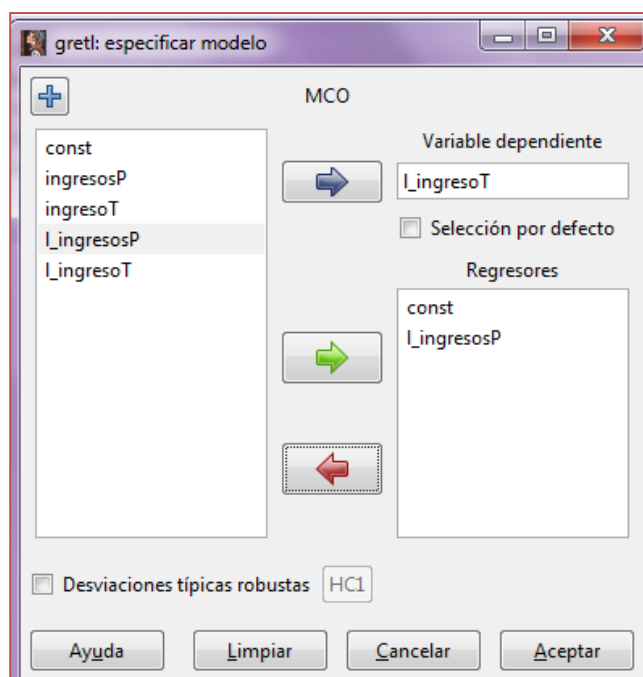 gretl: especificar modelo
MCO
const
ingresosP
ingresoT
l_ingresosP
l_ingresoT
Variable dependiente
l_ingresoT
Selección por defecto
Regresores
const
l_ingresosP
Desviaciones típicas robustas
HC1
Ayuda
Limpiar
Cancelar
Aceptar